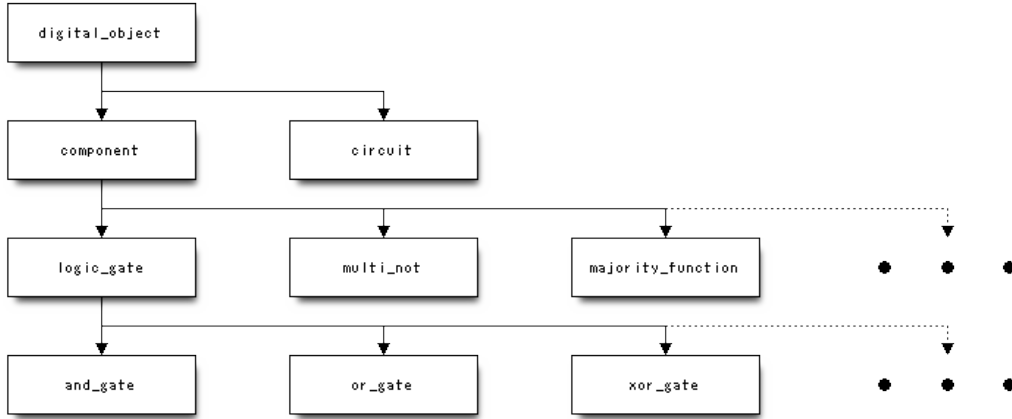 digital_object
component
circuit
logic_gate
multi_not
majority_function
and_gate
or_gate
xor_gate